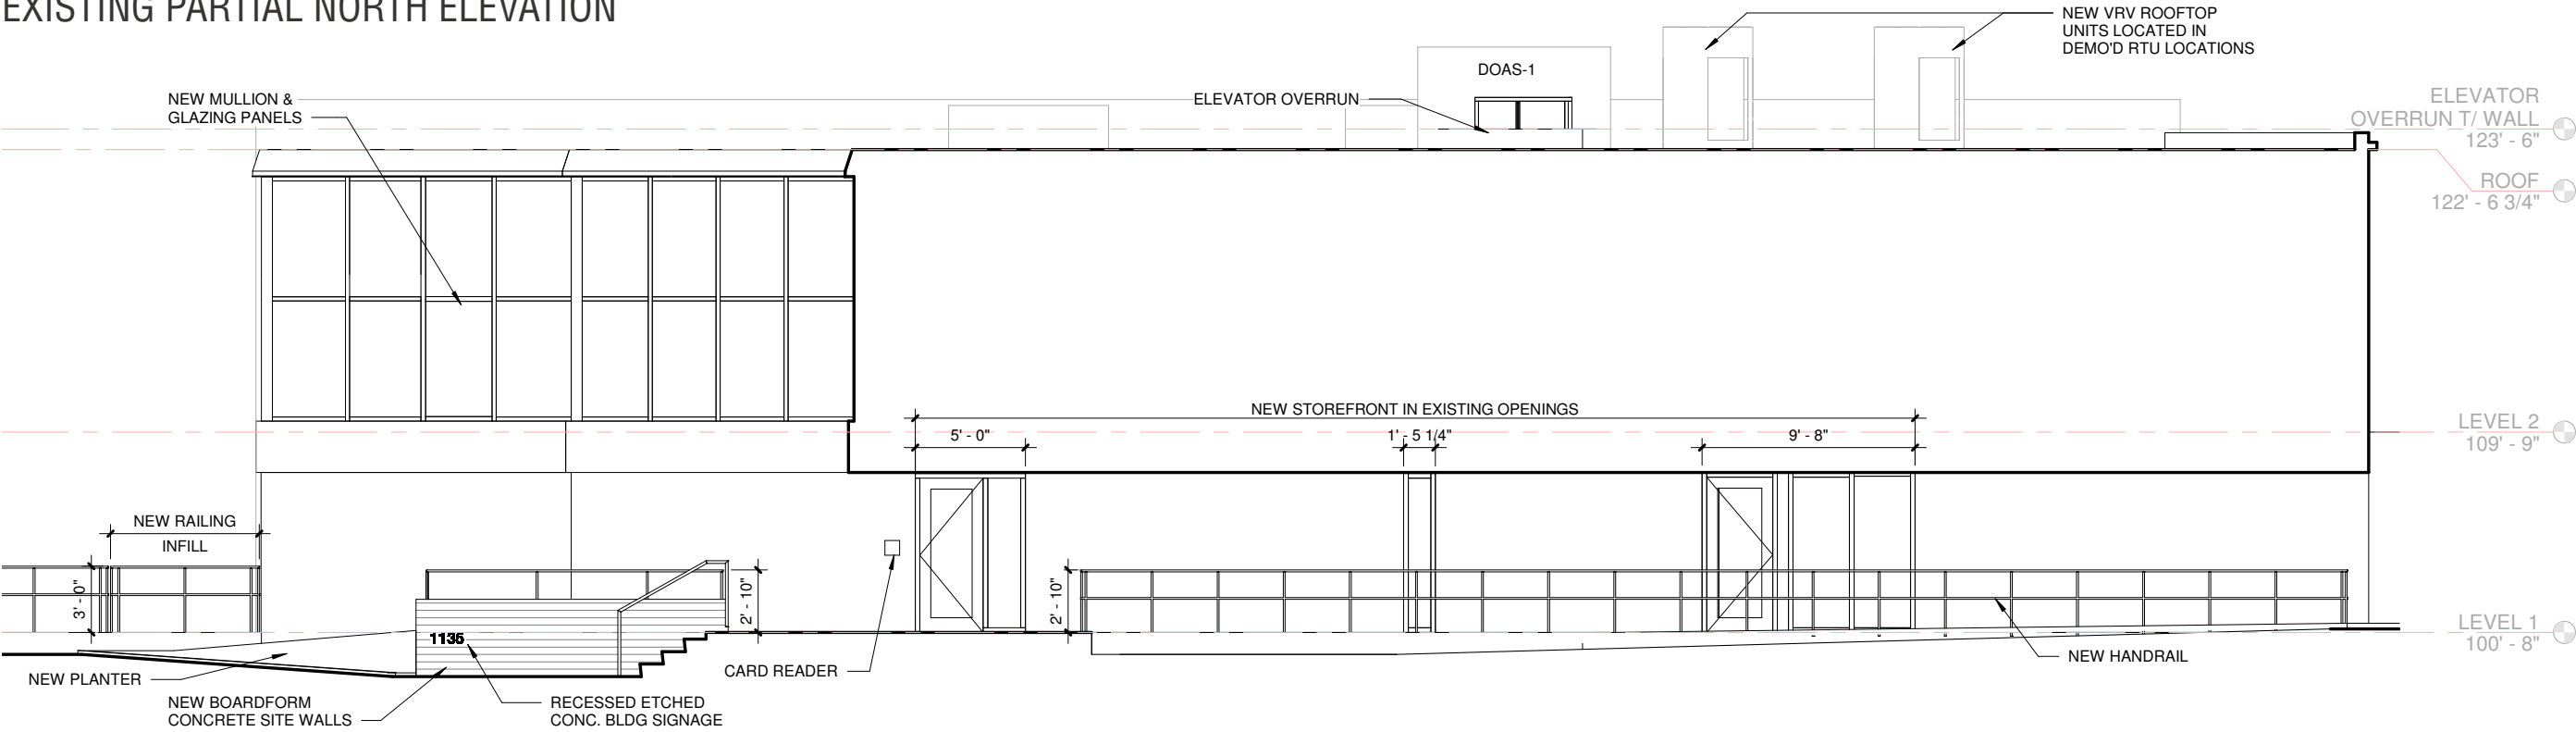 EXISTING PARTIAL NORTH ELEVATION
NEW VRV ROOFTOP
UNITS LOCATED IN
DEMO'D RTU LOCATIONS
DOAS-1
NEW MULLION &
GLAZING PANELS
ELEVATOR OVERRUN
ELEVATOR
OVERRUN T/ WALL
123' - 6"
ROOF
122' - 6 3/4"
NEW STOREFRONT IN EXISTING OPENINGS
5' - 0"
1' - 5 1/4"
9' - 8"
LEVEL 2
109' - 9"
NEW RAILING
INFILL
3' - 0"
2' - 10"
2' - 10"
1135
LEVEL 1
100' - 8"
NEW PLANTER
CARD READER
NEW HANDRAIL
NEW BOARDFORM
CONCRETE SITE WALLS
RECESSED ETCHED
CONC. BLDG SIGNAGE